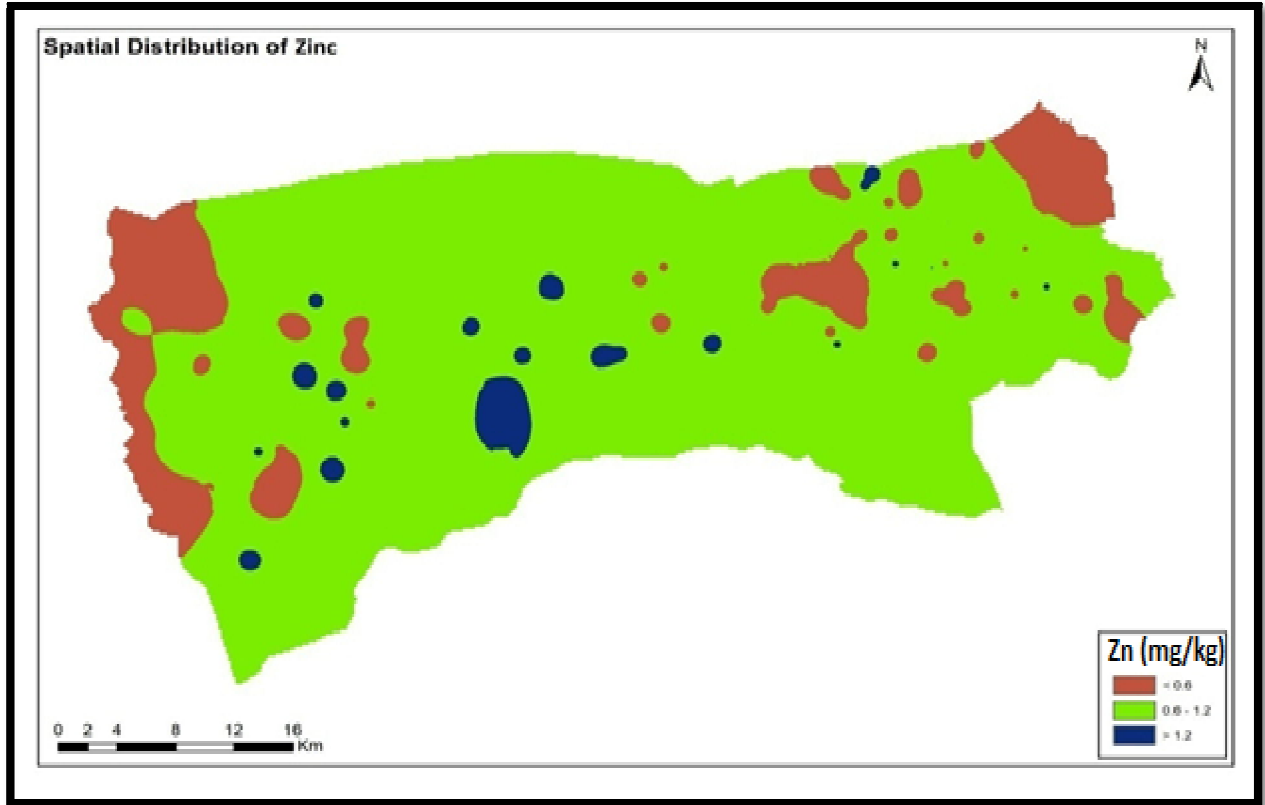 Spatial Distribution of Zinc
N
Zn (mg/kg)
< 0.6
0.6 - 1.2
> 1.2
0 2 4 8 12 16
Km